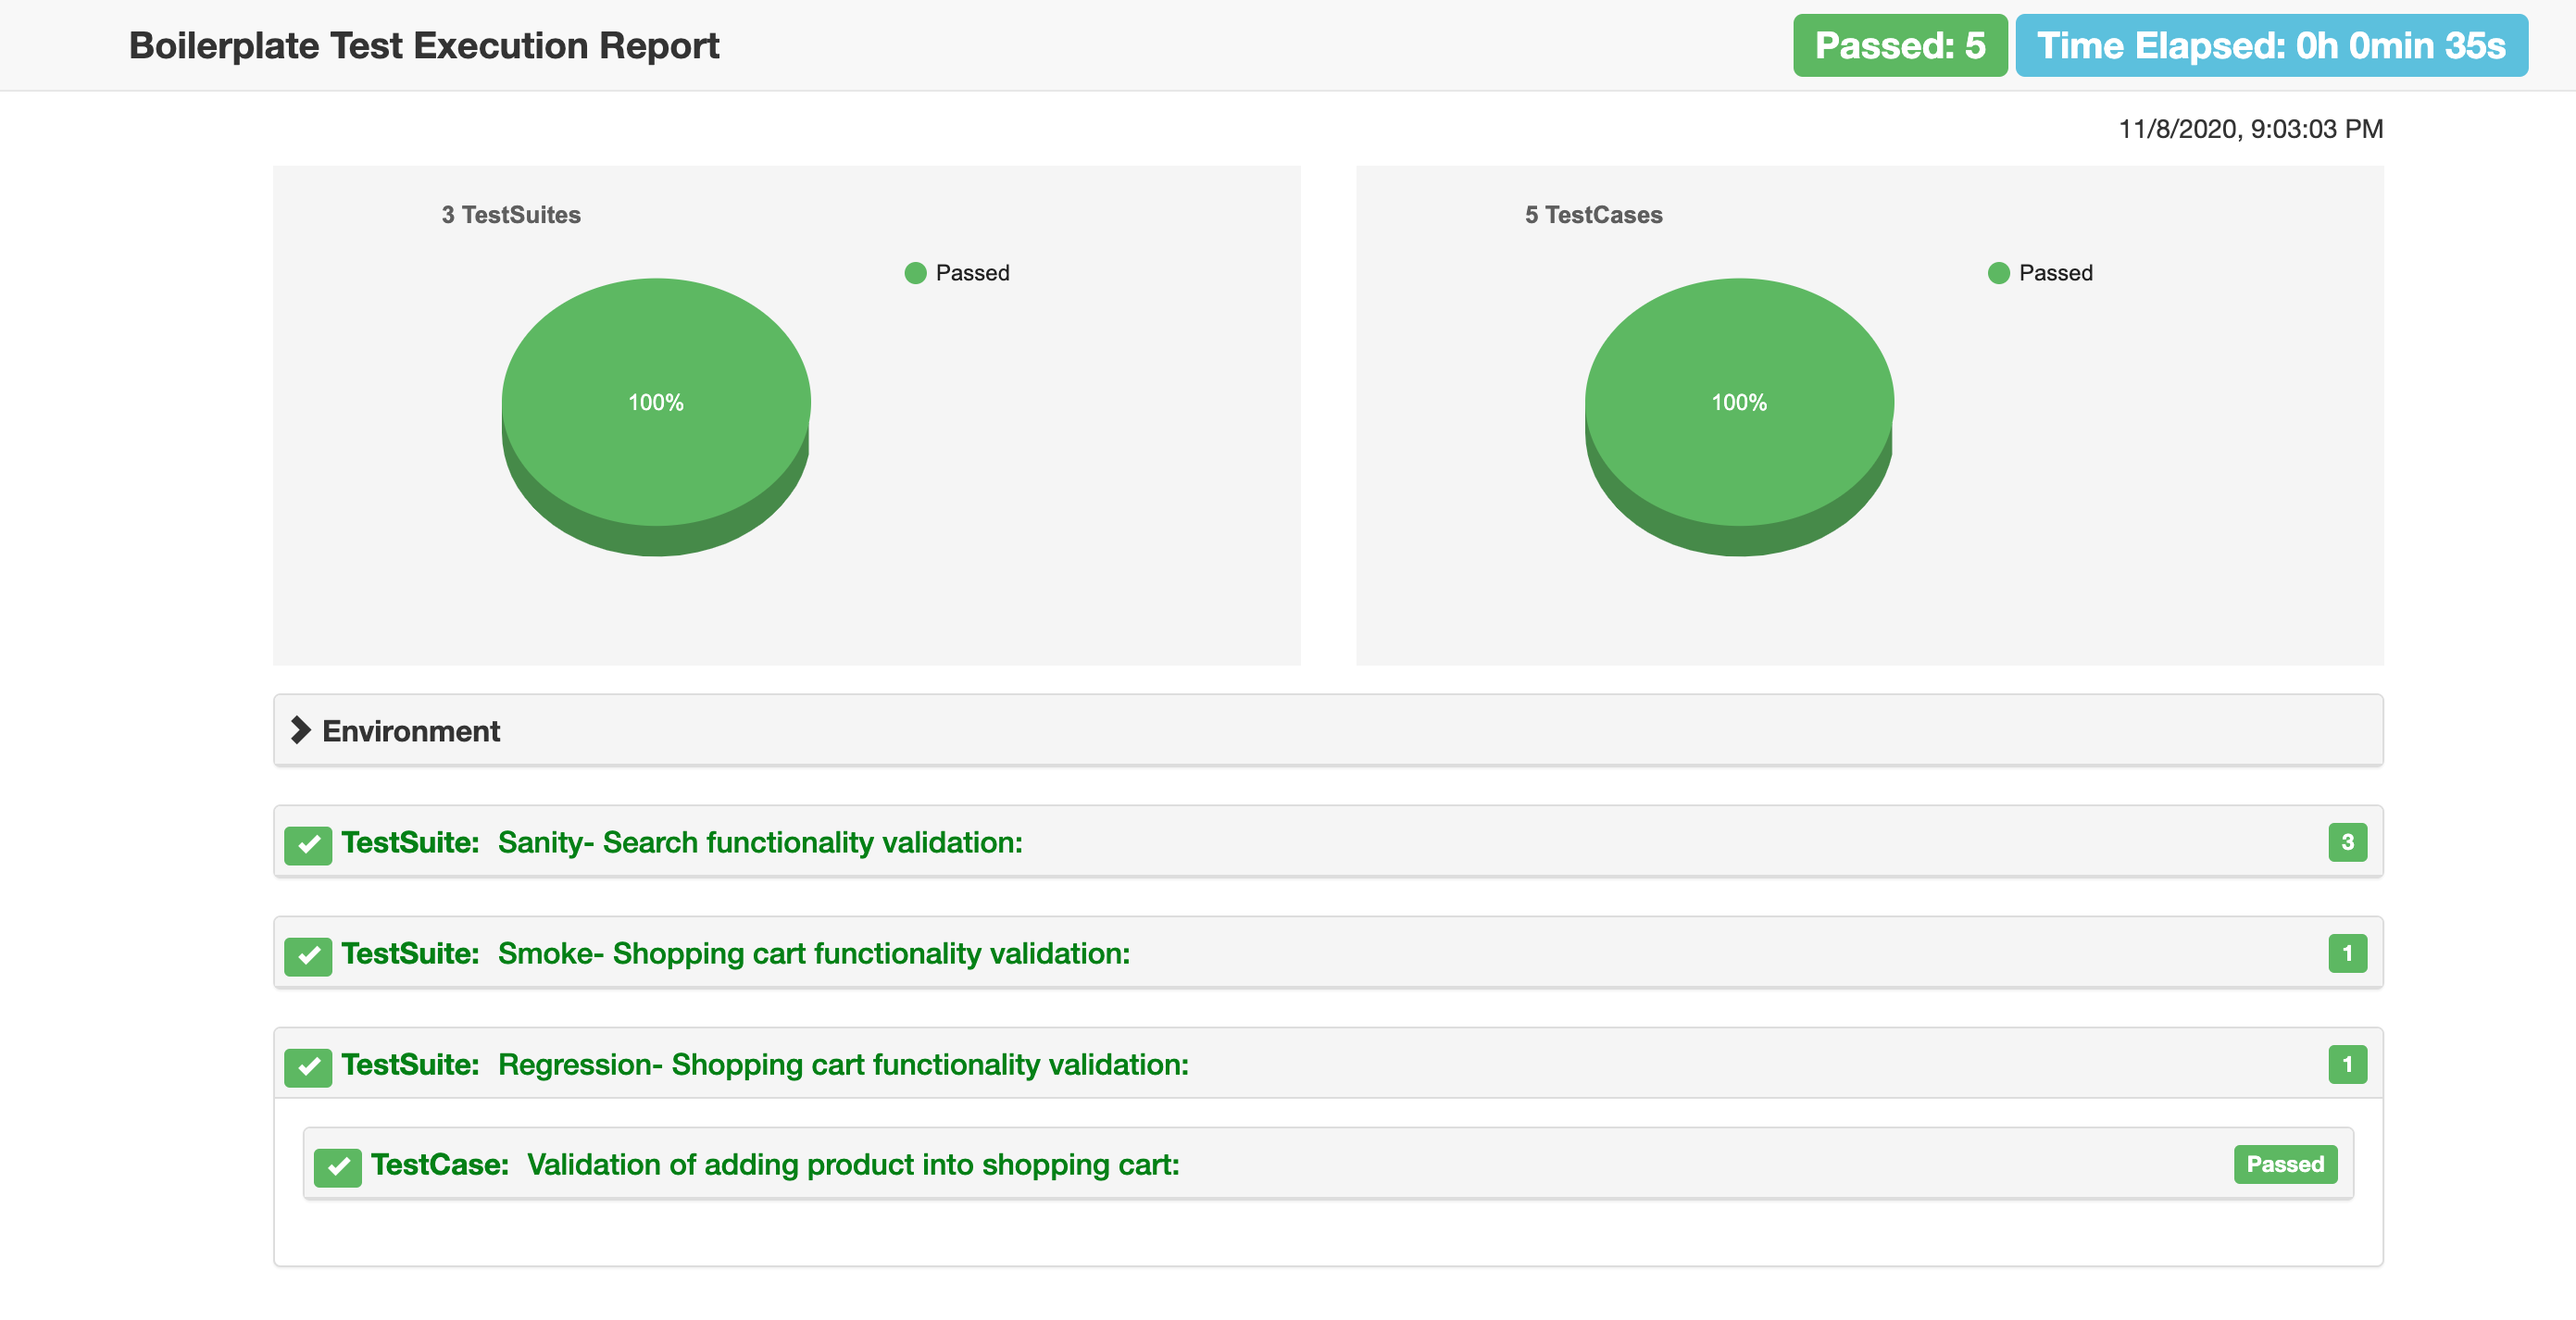 Boilerplate Test Execution Report
Passed: 5
Time Elapsed: 0h 0min 35s
11/8/2020, 9:03:03 PM
3 TestSuites
Passed
100%
5 TestCases
Passed
100%
Environment
TestSuite: Sanity- Search functionality validation:
3
TestSuite: Smoke- Shopping cart functionality validation:
1
TestSuite: Regression- Shopping cart functionality validation:
1
TestCase: Validation of adding product into shopping cart:
Passed